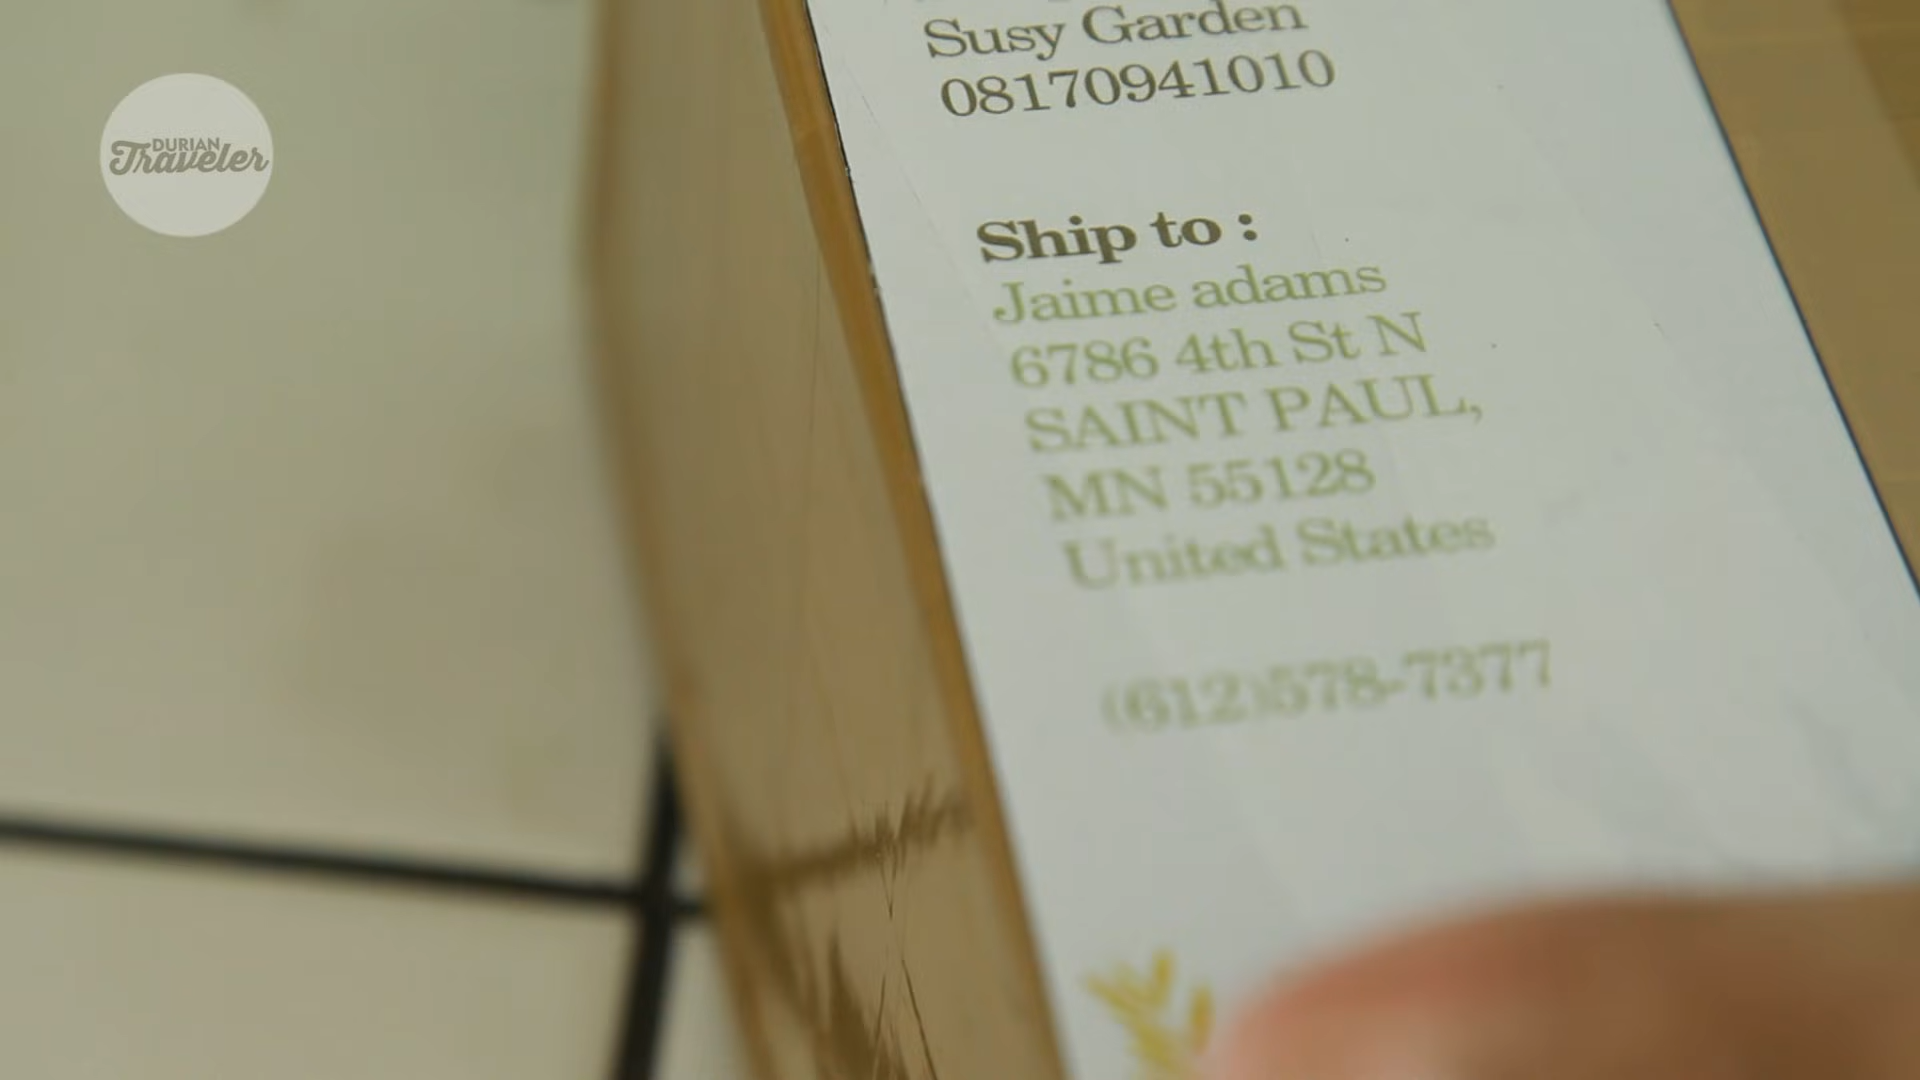 DURIAN
Traveler
Susy Garden
08170941010
Ship to :
Jaime adams
6786 4th St N
SAINT PAUL,
MN 55128
United States
(612)578-7377